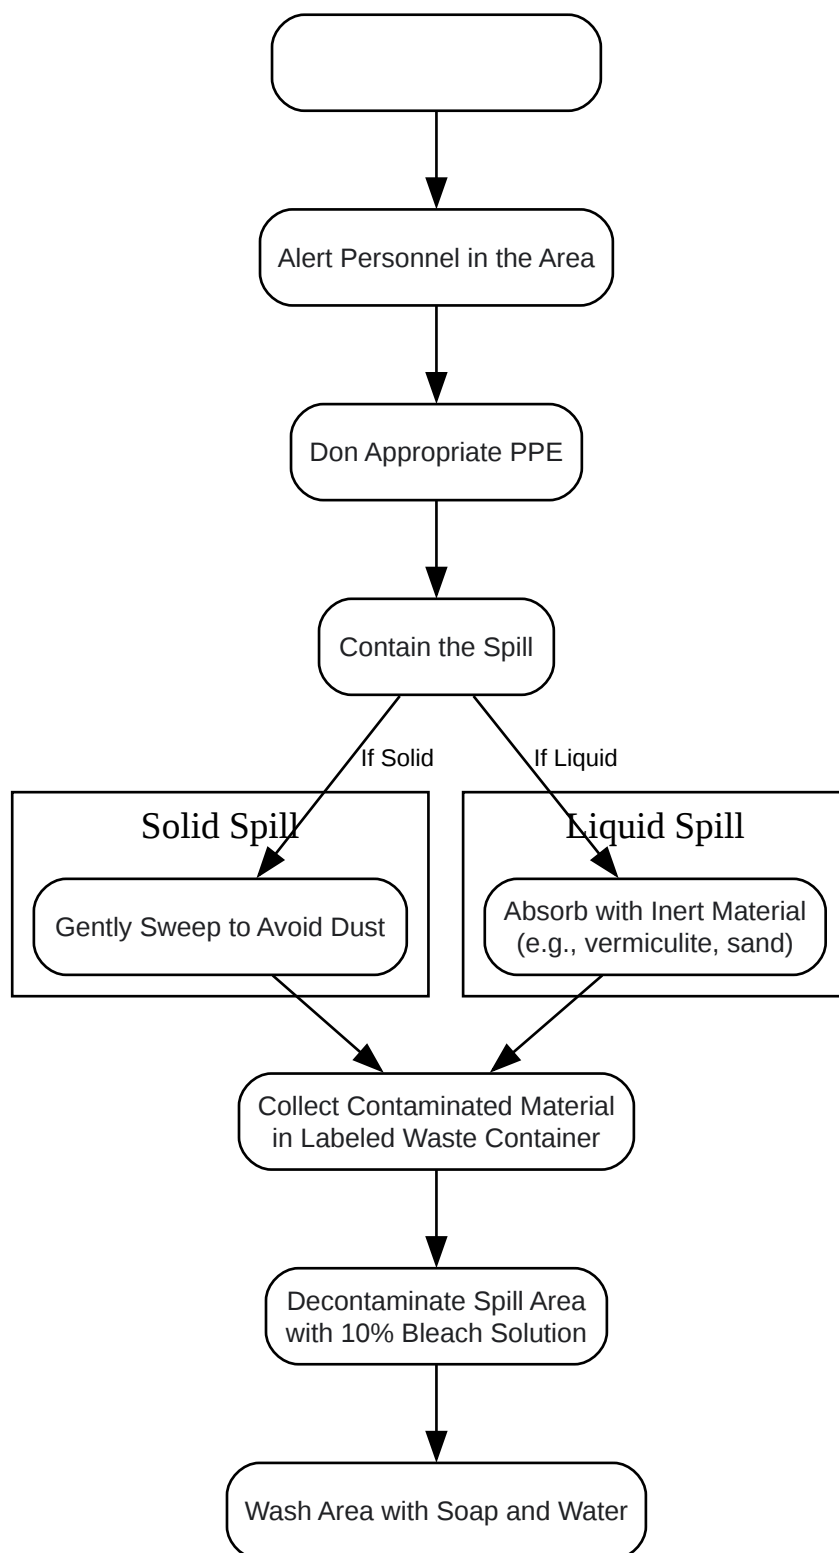 Alert Personnel in the Area
Don Appropriate PPE
Contain the Spill
If Solid
If Liquid
Solid Spill
Liquid Spill
Gently Sweep to Avoid Dust
Absorb with Inert Material
(e.g., vermiculite, sand)
Collect Contaminated Material
in Labeled Waste Container
Decontaminate Spill Area
with 10% Bleach Solution
Wash Area with Soap and Water